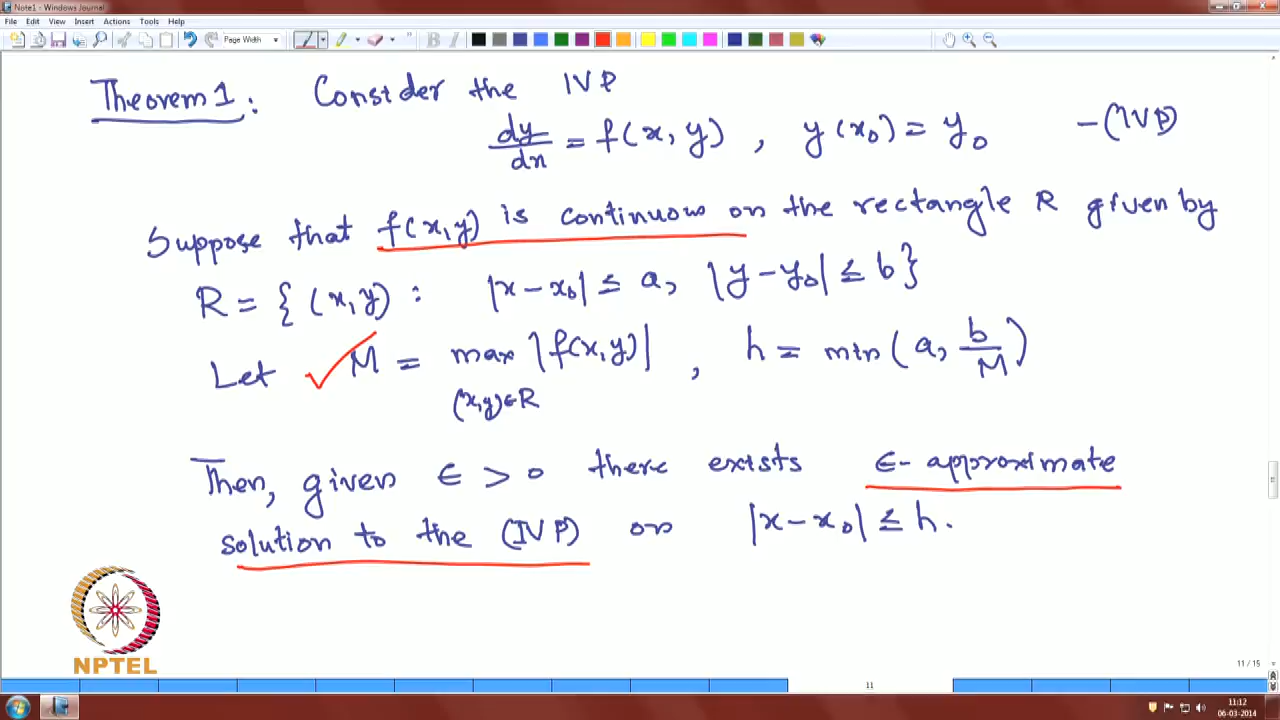 Note1 - Windows Journal
File Edit View Insert Actions Tools Help
Page Width
B I
Theorem 1: Consider the IVP
dy/dx = f(x, y), y(x₀) = y₀ -(IVP)
Suppose that f(x,y) is continuous on the rectangle R given by
R = { (x,y) : |x-x₀| ≤ a, |y-y₀| ≤ b}
Let M = max |f(x,y)|, h = min(a, b/M)
(x,y)∈R
Then, given ∈ > 0 there exists ∈-approximate
solution to the (IVP) on |x-x₀| ≤ h.
NPTEL
11 / 15
11
11:12
06-03-2014